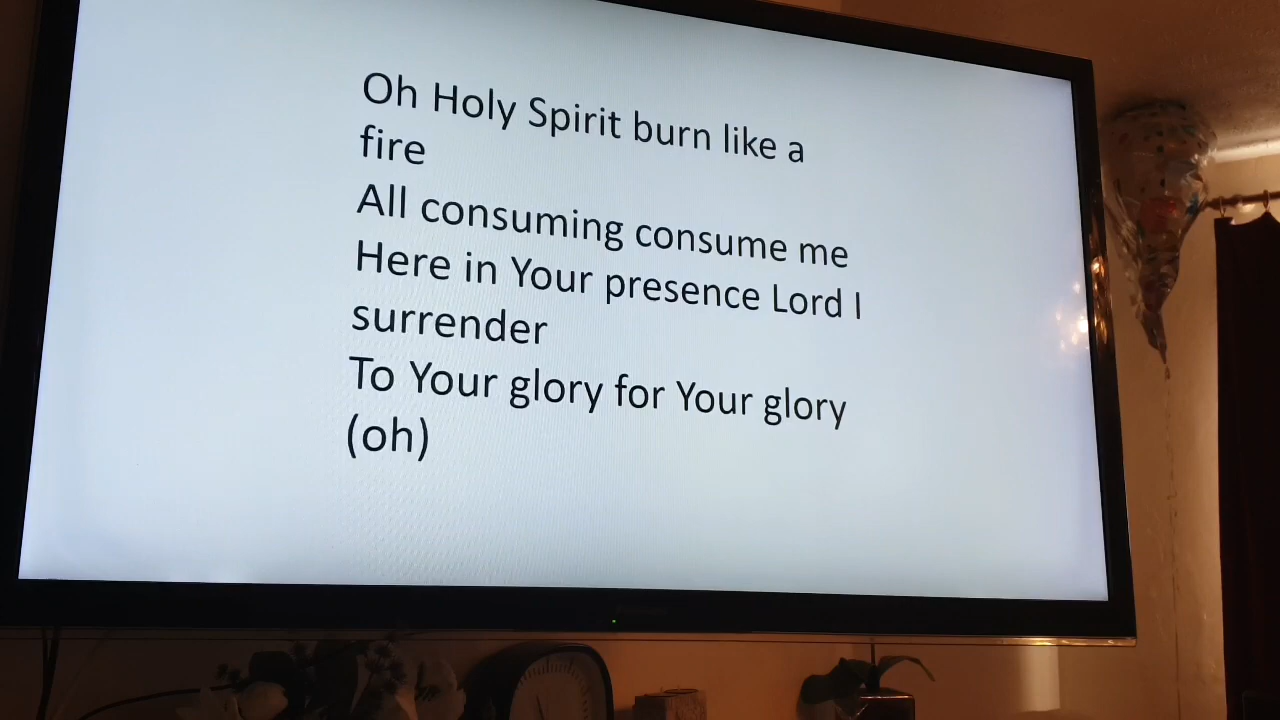 Oh Holy Spirit burn like a
fire
All consuming consume me
Here in Your presence Lord I
surrender
To Your glory for Your glory
(oh)